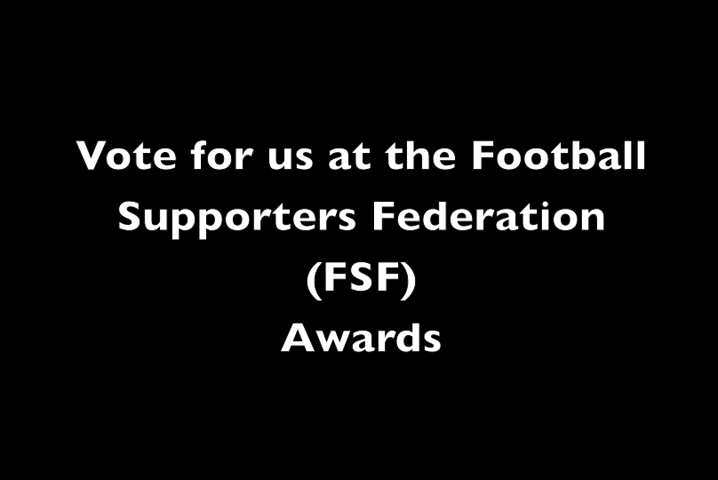 Vote for us at the Football
Supporters Federation
(FSF)
Awards